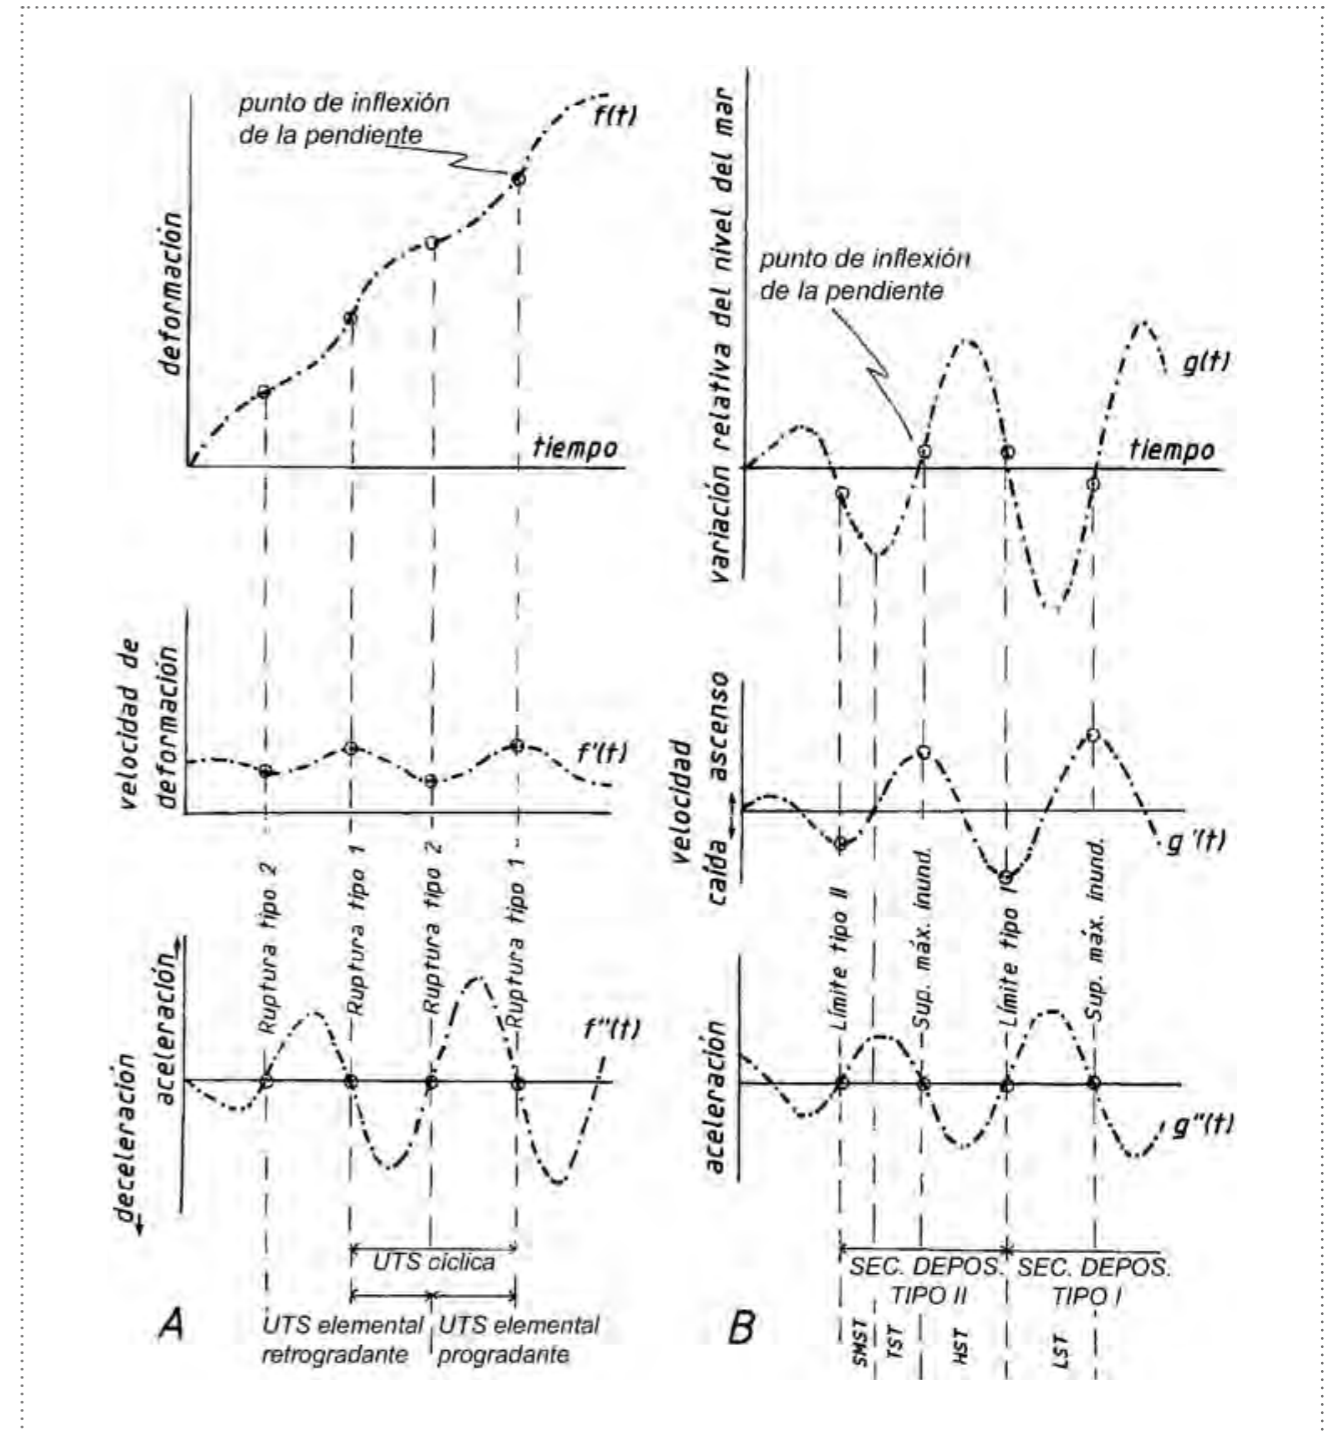 punto de inflexión
de la pendiente
f(t)
deformación
tiempo
velocidad de
deformación
f'(t)
Ruptura tipo 2
Ruptura tipo 1
Ruptura tipo 2
Ruptura tipo 1
deceleración
aceleración
f''(t)
UTS cíclica
UTS elemental
retrogradante
UTS elemental
progradante
A
variación relativa del nivel del mar
punto de inflexión
de la pendiente
g(t)
tiempo
velocidad
caída
ascenso
g'(t)
Límite tipo II
Sup. máx. inund.
Límite tipo I
Sup. máx. inund.
aceleración
g''(t)
SEC. DEPOS.
TIPO II
SEC. DEPOS.
TIPO I
B
SMST
TST
HST
LST